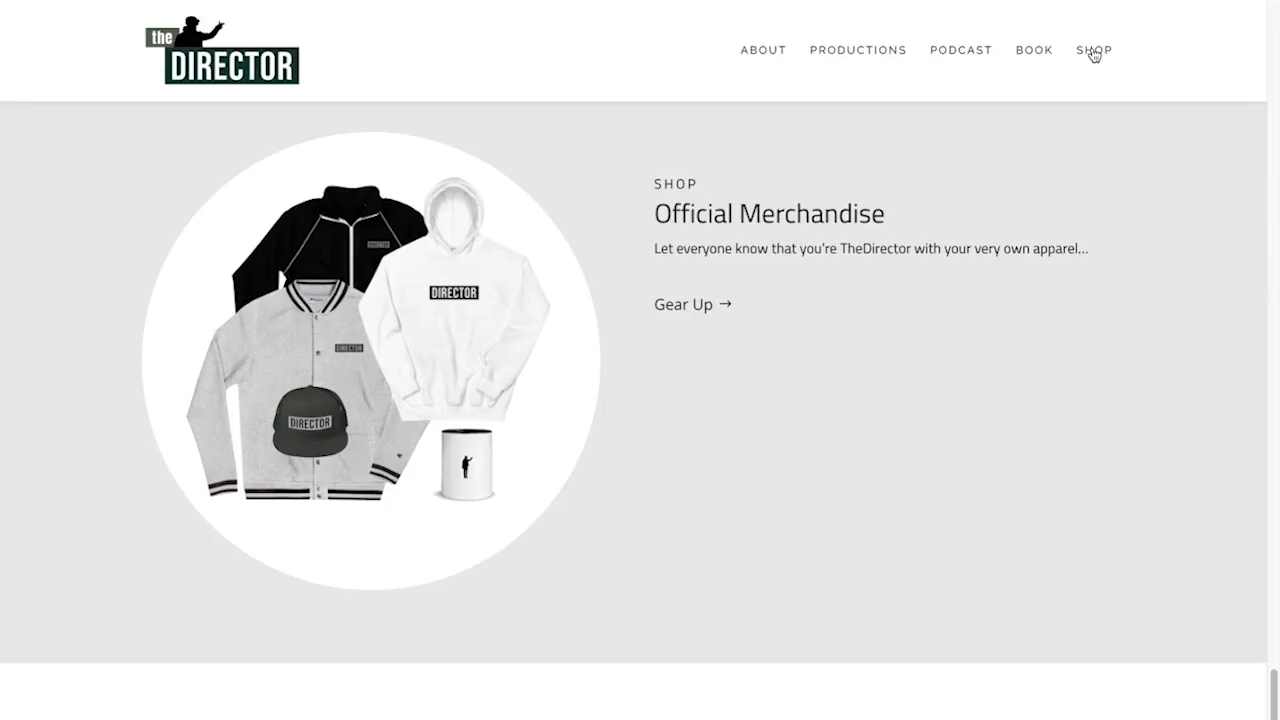 the
DIRECTOR
ABOUT PRODUCTIONS PODCAST BOOK SHOP
SHOP
Official Merchandise
Let everyone know that you're TheDirector with your very own apparel...
Gear Up →
DIRECTOR
DIRECTOR
DIRECTOR
DIRECTOR